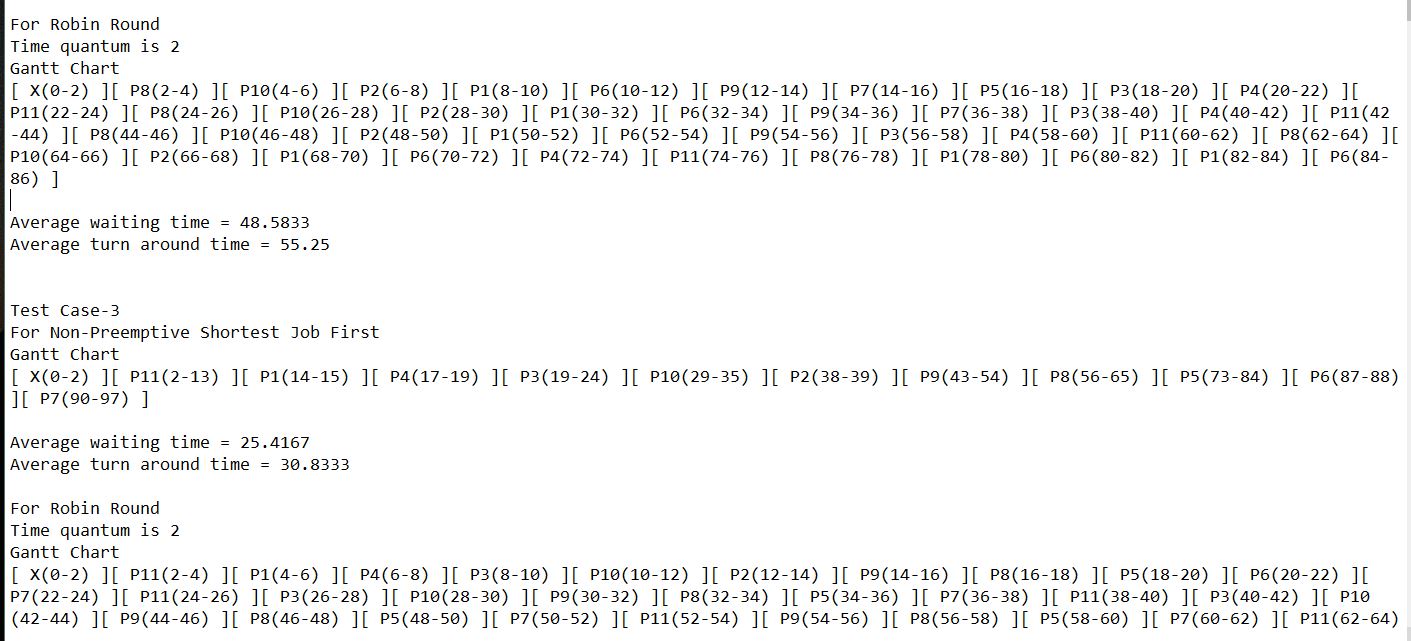 For Robin Round
Time quantum is 2
Gantt Chart
[ X(0-2) ][ P8(2-4) ][ P10(4-6) ][ P2(6-8) ][ P1(8-10) ][ P6(10-12) ][ P9(12-14) ][ P7(14-16) ][ P5(16-18) ][ P3(18-20) ][ P4(20-22) ][
P11(22-24) ][ P8(24-26) ][ P10(26-28) ][ P2(28-30) ][ P1(30-32) ][ P6(32-34) ][ P9(34-36) ][ P7(36-38) ][ P3(38-40) ][ P4(40-42) ][ P11(42
-44) ][ P8(44-46) ][ P10(46-48) ][ P2(48-50) ][ P1(50-52) ][ P6(52-54) ][ P9(54-56) ][ P3(56-58) ][ P4(58-60) ][ P11(60-62) ][ P8(62-64) ][
P10(64-66) ][ P2(66-68) ][ P1(68-70) ][ P6(70-72) ][ P4(72-74) ][ P11(74-76) ][ P8(76-78) ][ P1(78-80) ][ P6(80-82) ][ P1(82-84) ][ P6(84-
86) ]
Average waiting time = 48.5833
Average turn around time = 55.25
Test Case-3
For Non-Preemptive Shortest Job First
Gantt Chart
[ X(0-2) ][ P11(2-13) ][ P1(14-15) ][ P4(17-19) ][ P3(19-24) ][ P10(29-35) ][ P2(38-39) ][ P9(43-54) ][ P8(56-65) ][ P5(73-84) ][ P6(87-88)
][ P7(90-97) ]
Average waiting time = 25.4167
Average turn around time = 30.8333
For Robin Round
Time quantum is 2
Gantt Chart
[ X(0-2) ][ P11(2-4) ][ P1(4-6) ][ P4(6-8) ][ P3(8-10) ][ P10(10-12) ][ P2(12-14) ][ P9(14-16) ][ P8(16-18) ][ P5(18-20) ][ P6(20-22) ][
P7(22-24) ][ P11(24-26) ][ P3(26-28) ][ P10(28-30) ][ P9(30-32) ][ P8(32-34) ][ P5(34-36) ][ P7(36-38) ][ P11(38-40) ][ P3(40-42) ][ P10
(42-44) ][ P9(44-46) ][ P8(46-48) ][ P5(48-50) ][ P7(50-52) ][ P11(52-54) ][ P9(54-56) ][ P8(56-58) ][ P5(58-60) ][ P7(60-62) ][ P11(62-64)